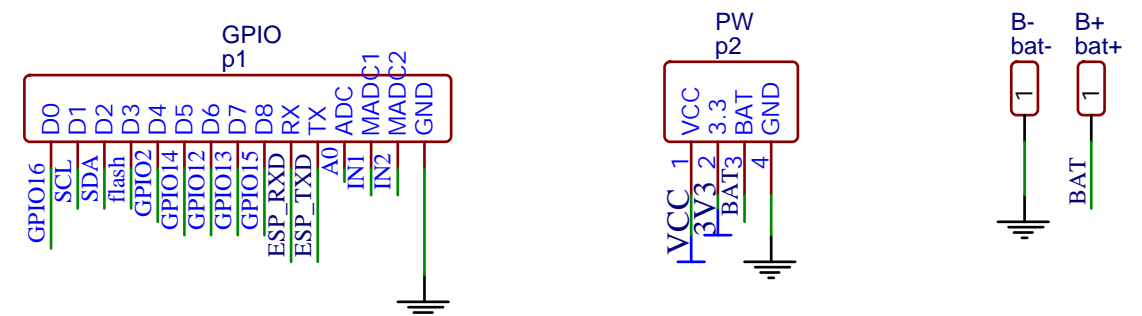 GPIO
p1
D0
D1
D2
D3
D4
D5
D6
D7
D8
RX
TX
ADC
MADC1
MADC2
GND
GPIO16
SCL
SDA
flash
GPIO2
GPIO14
GPIO12
GPIO13
GPIO15
ESP_RXD
ESP_TXD
A0
IN1
IN2
PW
p2
VCC
3.3
BAT
GND
1
2
3
4
VCC
3V3
BAT
B-
bat-
1
B+
bat+
1
BAT